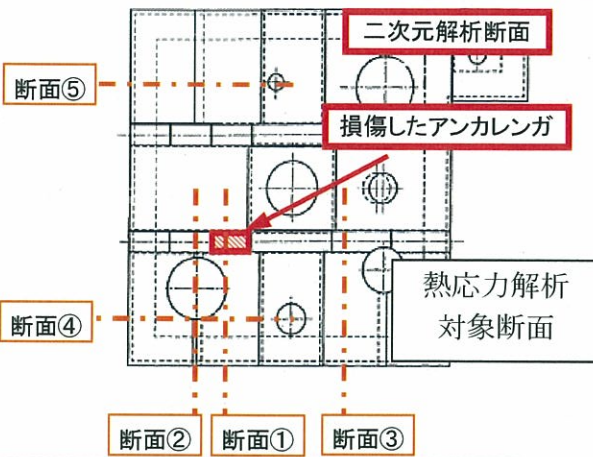 二次元解析断面
断面⑤
損傷したアンカレンガ
熱応力解析
対象断面
断面④
断面②
断面①
断面③